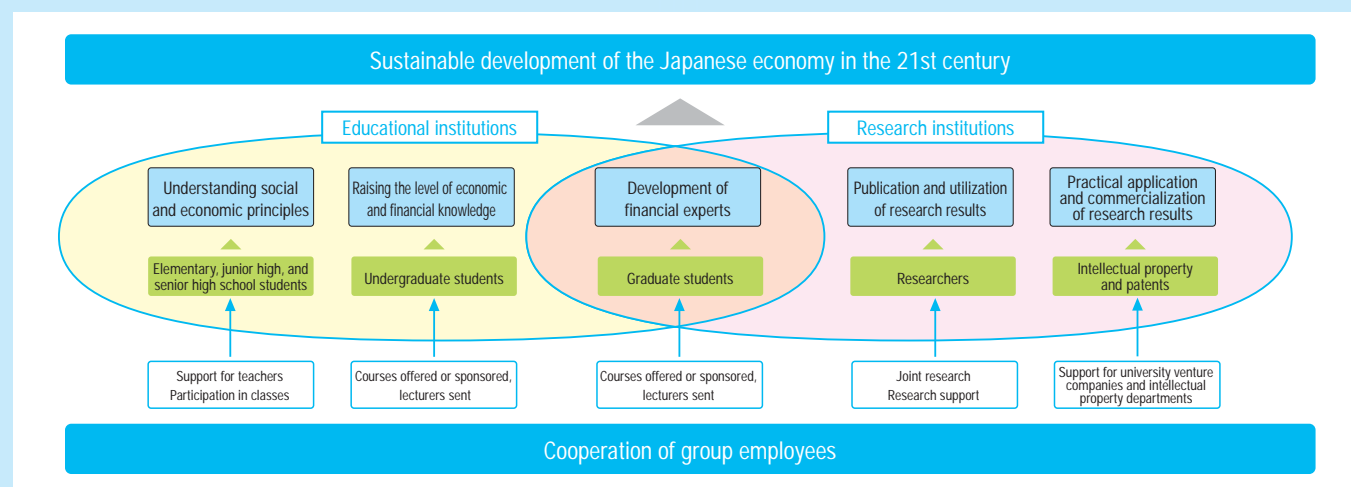 Sustainable development of the Japanese economy in the 21st century
Educational institutions
Research institutions
Understanding social
and economic principles
Raising the level of economic
and financial knowledge
Development of
financial experts
Publication and utilization
of research results
Practical application
and commercialization
of research results
Elementary, junior high, and
senior high school students
Undergraduate students
Graduate students
Researchers
Intellectual property
and patents
Support for teachers
Participation in classes
Courses offered or sponsored,
lecturers sent
Courses offered or sponsored,
lecturers sent
Joint research
Research support
Support for university venture
companies and intellectual
property departments
Cooperation of group employees